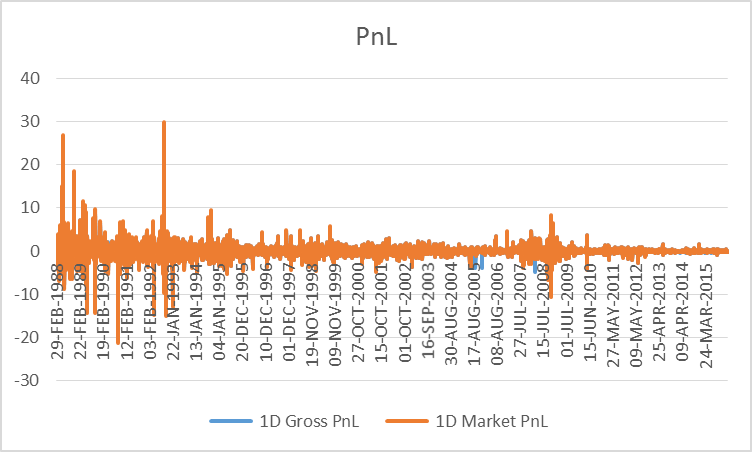 PnL
40
30
20
10
0
-10
-20
-30
29-FEB-1988
22-FEB-1989
19-FEB-1990
12-FEB-1991
03-FEB-1992
22-JAN-1993
13-JAN-1994
04-JAN-1995
20-DEC-1995
10-DEC-1996
01-DEC-1997
19-NOV-1998
09-NOV-1999
27-OCT-2000
15-OCT-2001
01-OCT-2002
16-SEP-2003
30-AUG-2004
17-AUG-2005
08-AUG-2006
27-JUL-2007
15-JUL-2008
01-JUL-2009
15-JUN-2010
27-MAY-2011
09-MAY-2012
25-APR-2013
09-APR-2014
24-MAR-2015
1D Gross PnL 1D Market PnL